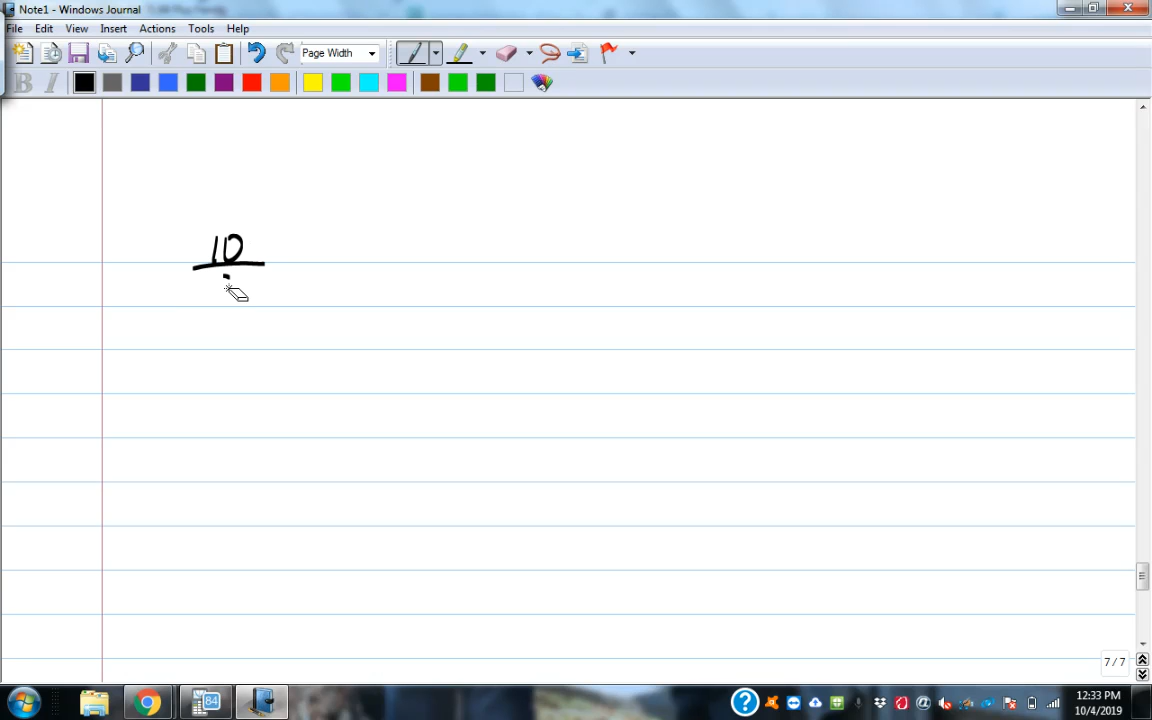 Note1 - Windows Journal
File Edit View Insert Actions Tools Help
Page Width
B I
10
7 / 7
84
12:33 PM
10/4/2019